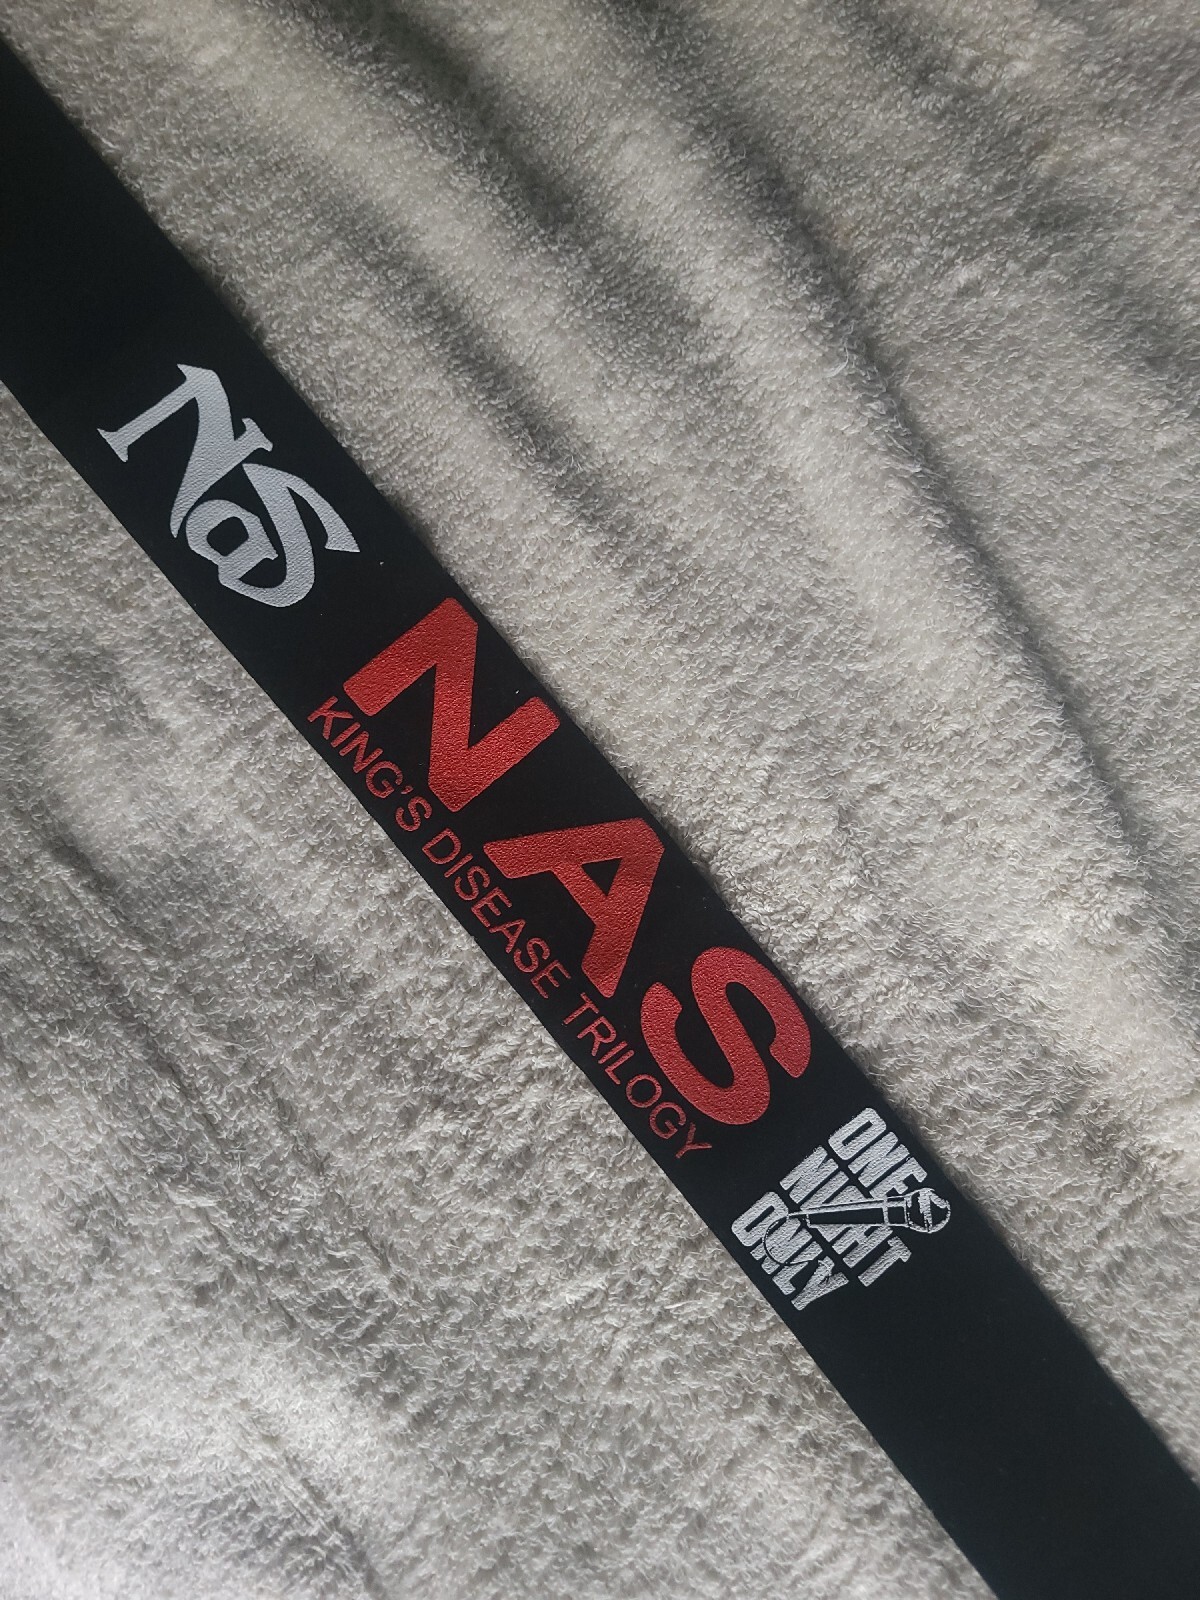 Nas
NAS
KING'S DISEASE TRILOGY
ONE
NIGHT
ONLY